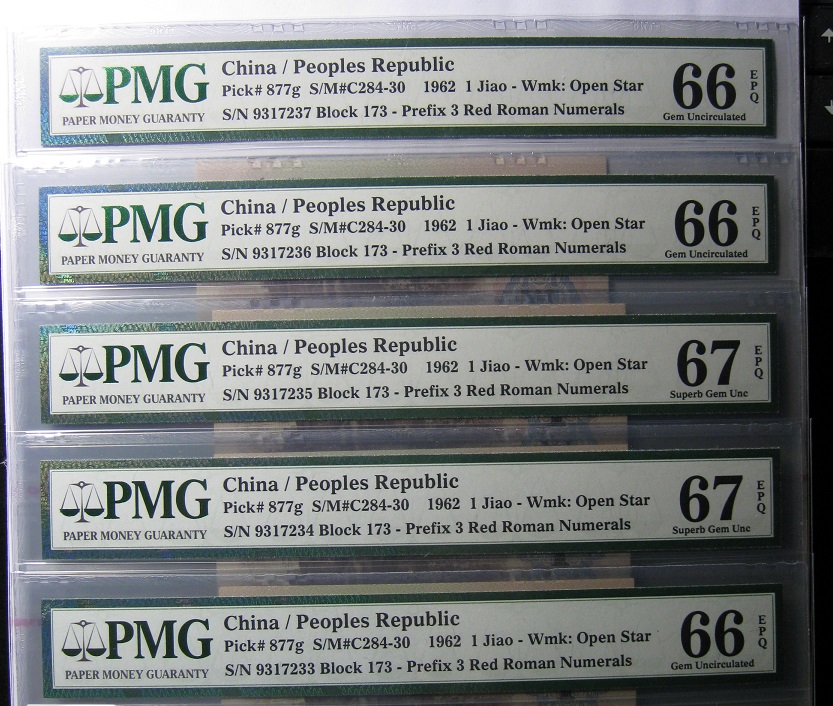 PMG
PAPER MONEY GUARANTY
China / Peoples Republic
Pick# 877g S/M#C284-30 1962 1 Jiao - Wmk: Open Star
S/N 9317237 Block 173 - Prefix 3 Red Roman Numerals
66
EPQ
Gem Uncirculated
PMG
PAPER MONEY GUARANTY
China / Peoples Republic
Pick# 877g S/M#C284-30 1962 1 Jiao - Wmk: Open Star
S/N 9317236 Block 173 - Prefix 3 Red Roman Numerals
66
EPQ
Gem Uncirculated
PMG
PAPER MONEY GUARANTY
China / Peoples Republic
Pick# 877g S/M#C284-30 1962 1 Jiao - Wmk: Open Star
S/N 9317235 Block 173 - Prefix 3 Red Roman Numerals
67
EPQ
Superb Gem Unc
PMG
PAPER MONEY GUARANTY
China / Peoples Republic
Pick# 877g S/M#C284-30 1962 1 Jiao - Wmk: Open Star
S/N 9317234 Block 173 - Prefix 3 Red Roman Numerals
67
EPQ
Superb Gem Unc
PMG
PAPER MONEY GUARANTY
China / Peoples Republic
Pick# 877g S/M#C284-30 1962 1 Jiao - Wmk: Open Star
S/N 9317233 Block 173 - Prefix 3 Red Roman Numerals
66
EPQ
Gem Uncirculated